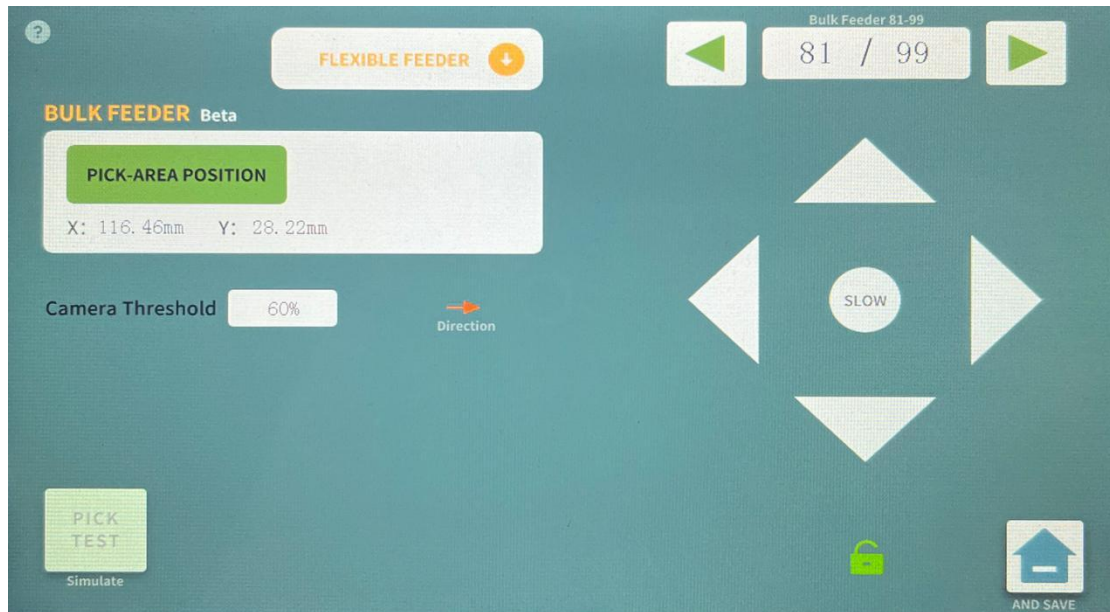 ?
FLEXIBLE FEEDER
Bulk Feeder 81-99
81 / 99
BULK FEEDER Beta
PICK-AREA POSITION
X: 116.46mm Y: 28.22mm
Camera Threshold 60%
Direction
SLOW
PICK
TEST
Simulate
AND SAVE